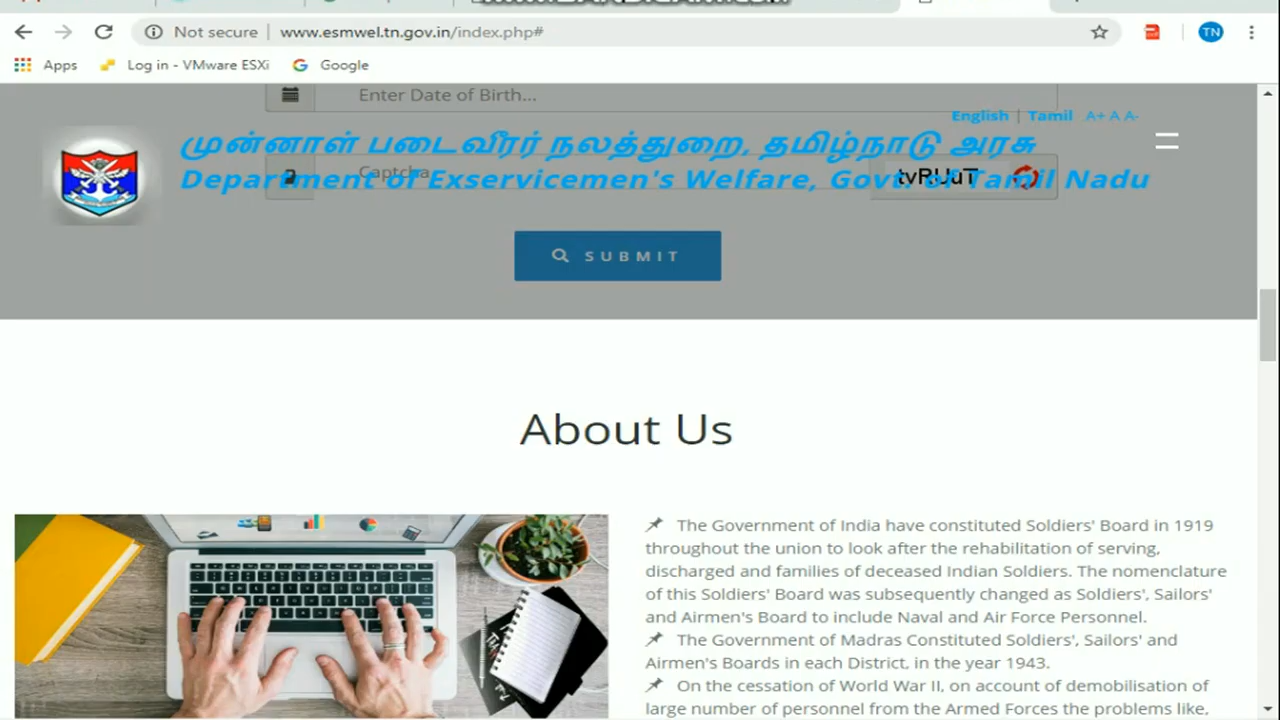 Not secure | www.esmwel.tn.gov.in/index.php#
TN
Apps Log in - VMware ESXi Google
Enter Date of Birth...
English | Tamil A+ A A-
முன்னாள் படைவீரர் நலத்துறை, தமிழ்நாடு அரசு
Captcha
Department of Exservicemen's Welfare, Govt. of Tamil Nadu
tvRUuT
SUBMIT
About Us
The Government of India have constituted Soldiers' Board in 1919
throughout the union to look after the rehabilitation of serving,
discharged and families of deceased Indian Soldiers. The nomenclature
of this Soldiers' Board wassubsequently changed as Soldiers', Sailors'
and Airmen's Board to include Naval and Air Force Personnel.
The Government of Madras Constituted Soldiers', Sailors' and
Airmen's Boards in each District, in the year 1943.
On the cessation of World War II, on account of demobilisation of
large number of personnel from the Armed Forces the problems like,